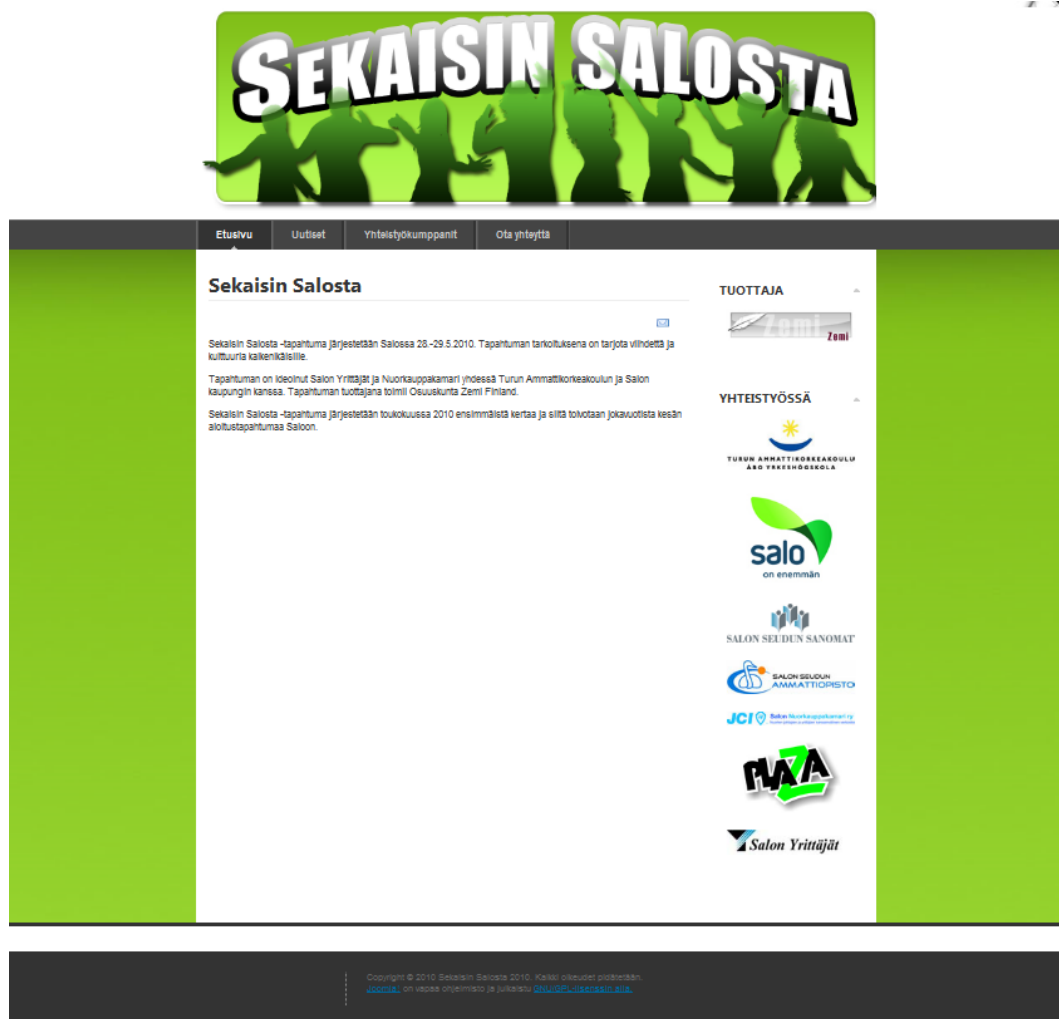 SEKAISIN SALOSTA
Etusivu Uutiset Yhteistyökumppanit Ota yhteyttä
Sekaisin Salosta
Sekaisin Salosta -tapahtuma järjestetään Salossa 28.-29.5.2010. Tapahtuman tarkoituksena on tarjota viihdettä ja
kulttuuria kaikenikäisille.
Tapahtuman on ideoinut Salon Yrittäjät ja Nuorkauppakamari yhdessä Turun Ammattikorkeakoulun ja Salon
kaupungin kanssa. Tapahtuman tuottajana toimii Osuuskunta Zemi Finland.
Sekaisin Salosta -tapahtuma järjestetään toukokuussa 2010 ensimmäistä kertaa ja siitä toivotaan jokavuotista kesän
aloitustapahtumaa Saloon.
TUOTTAJA
Zemi
Zemi
YHTEISTYÖSSÄ
TURUN AMMATTIKORKEAKOULU
ÅBO YRKESHÖGSKOLA
salo
on enemmän
SALON SEUDUN SANOMAT
SALON SEUDUN
AMMATTIOPISTO
JCI Salon Nuorkauppakamari ry
PLAZA
Salon Yrittäjät
Copyright © 2010 Sekaisin Salosta 2010. Kaikki oikeudet pidätetään.
Joomla! on vapaa ohjelmisto ja julkaistu GNU/GPL-lisenssin alla.